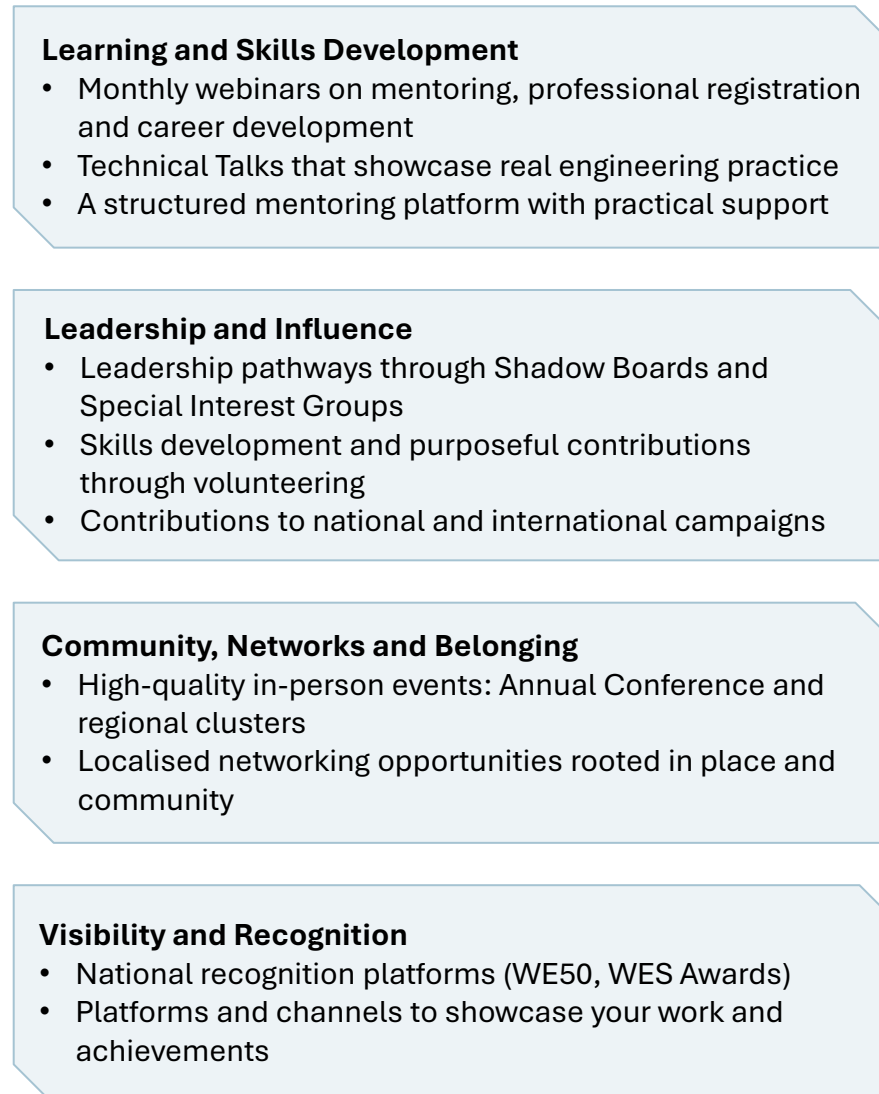 Learning and Skills Development
• Monthly webinars on mentoring, professional registration
and career development
• Technical Talks that showcase real engineering practice
• A structured mentoring platform with practical support
Leadership and Influence
• Leadership pathways through Shadow Boards and
Special Interest Groups
• Skills development and purposeful contributions
through volunteering
• Contributions to national and international campaigns
Community, Networks and Belonging
• High-quality in-person events: Annual Conference and
regional clusters
• Localised networking opportunities rooted in place and
community
Visibility and Recognition
• National recognition platforms (WE50, WES Awards)
• Platforms and channels to showcase your work and
achievements